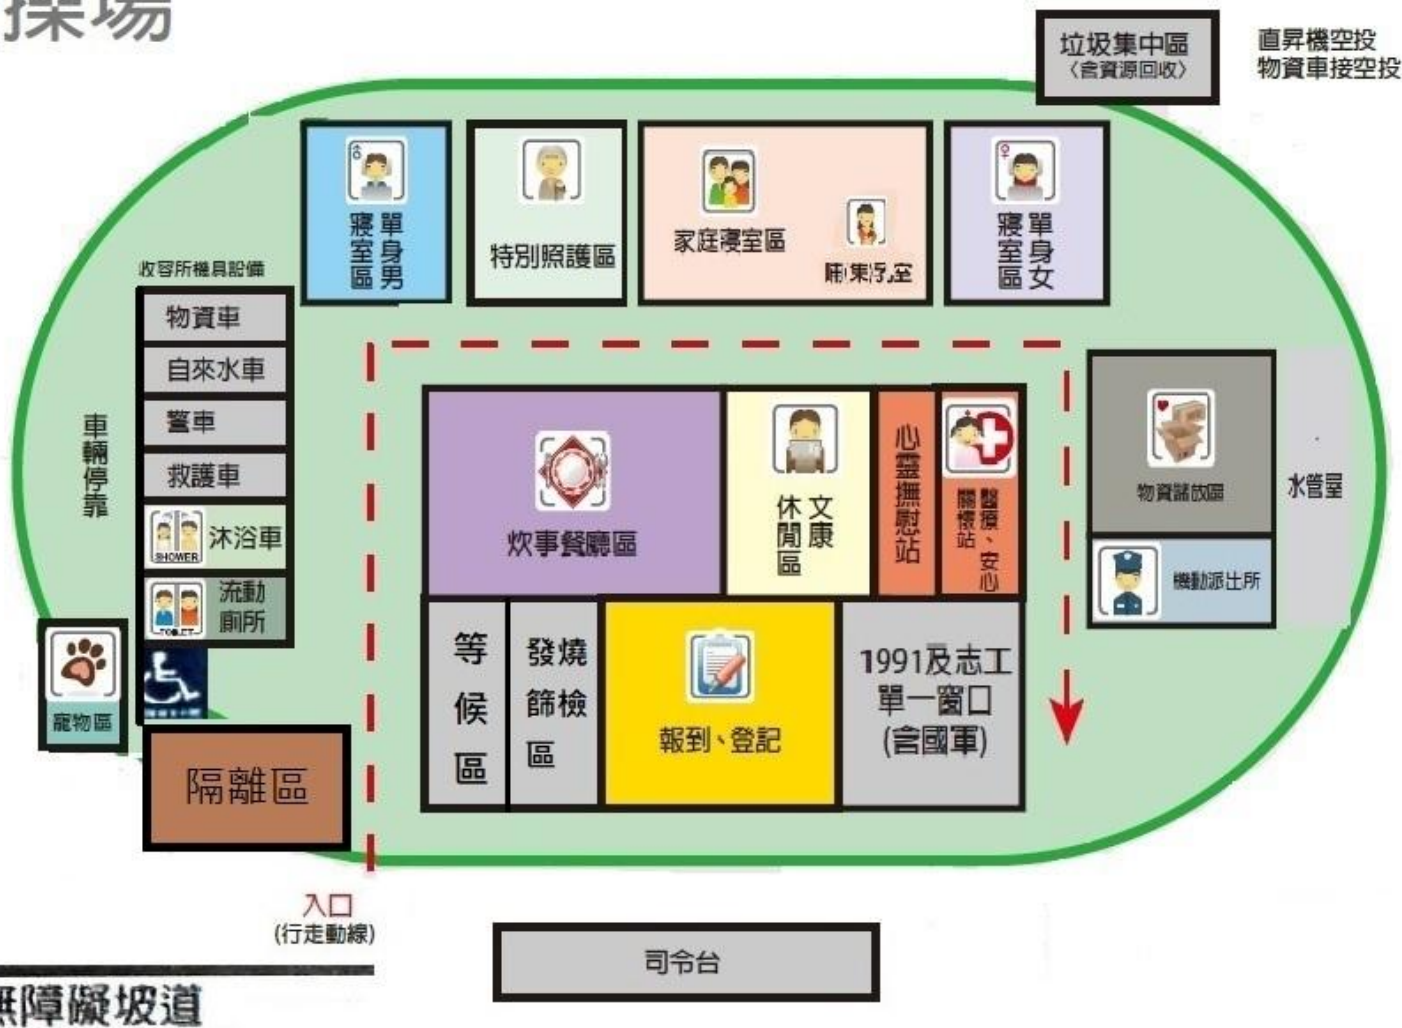 操場
垃圾集中區
〈含資源回收〉
直昇機空投
物資車接空投
單身男
寢室區
特別照護區
家庭寢室區
哺(集)乳室
單身女
寢室區
收容所機具設備
物資車
自來水車
警車
救護車
SHOWER
沐浴車
TOILET
流動
廁所
車輛停靠
寵物區
隔離區
炊事餐廳區
文康
休閒區
心靈撫慰站
醫療、安心
關懷站
物資儲放區
機動派出所
水管屋
等候區
發燒
篩檢
區
報到、登記
1991及志工
單一窗口
(含國軍)
入口
(行走動線)
司令台
無障礙坡道